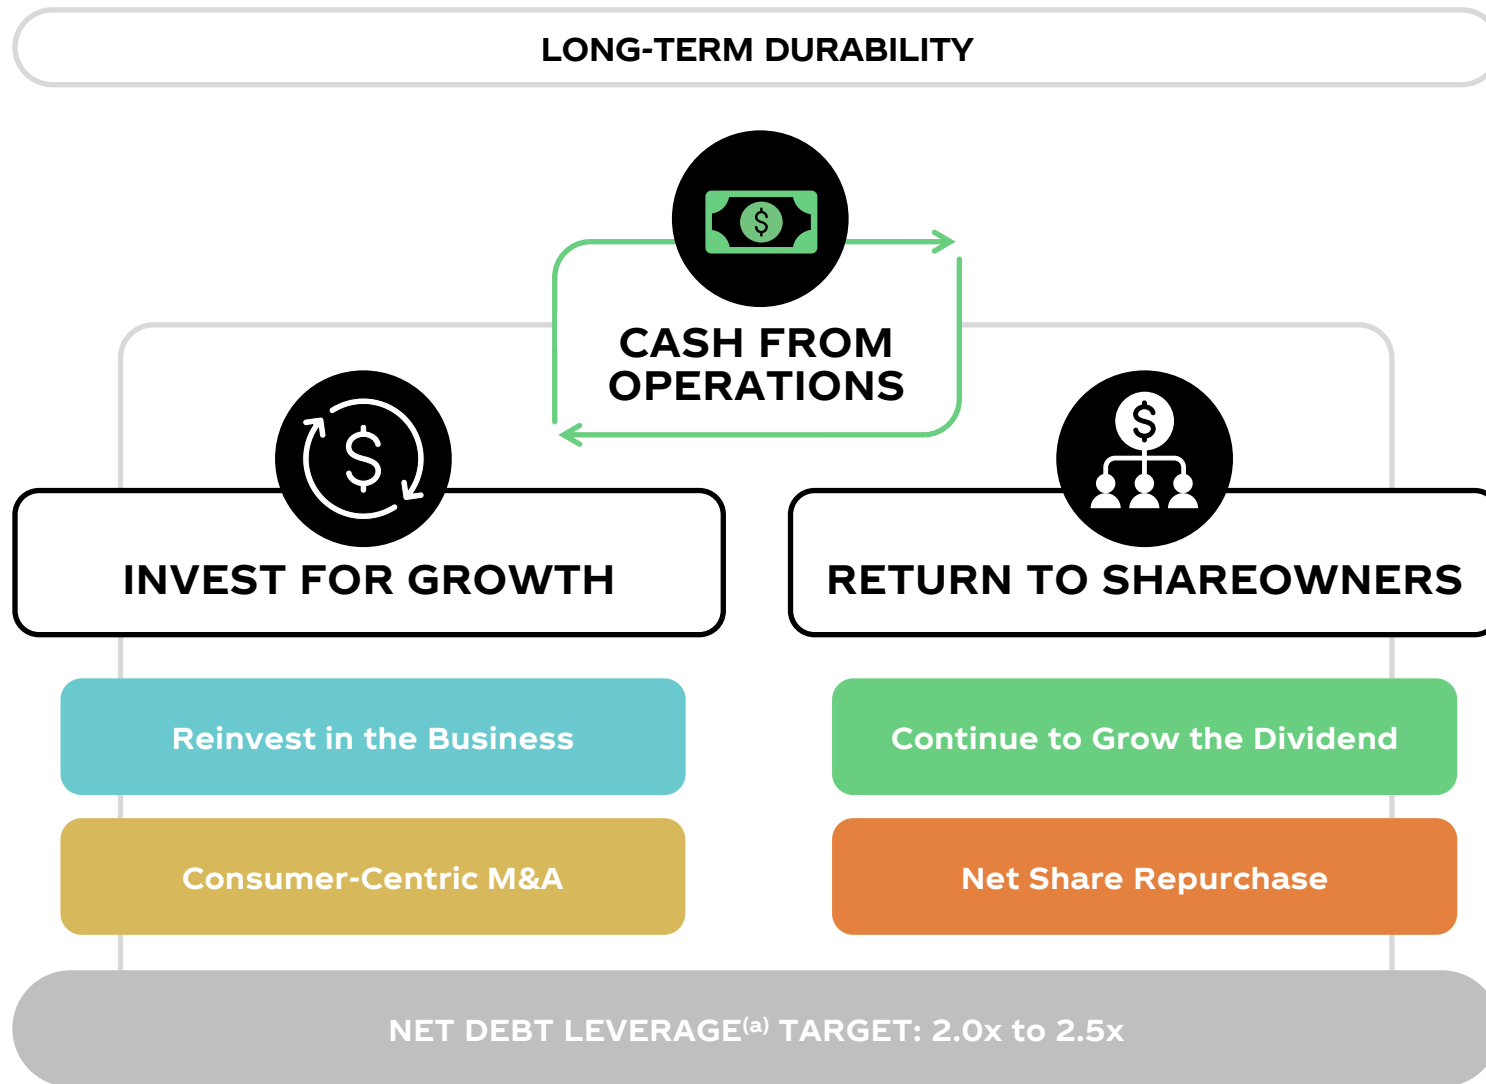 LONG-TERM DURABILITY
$
CASH FROM
OPERATIONS
$
$
INVEST FOR GROWTH
RETURN TO SHAREOWNERS
Reinvest in the Business
Continue to Grow the Dividend
Consumer-Centric M&A
Net Share Repurchase
NET DEBT LEVERAGE(a) TARGET: 2.0x to 2.5x